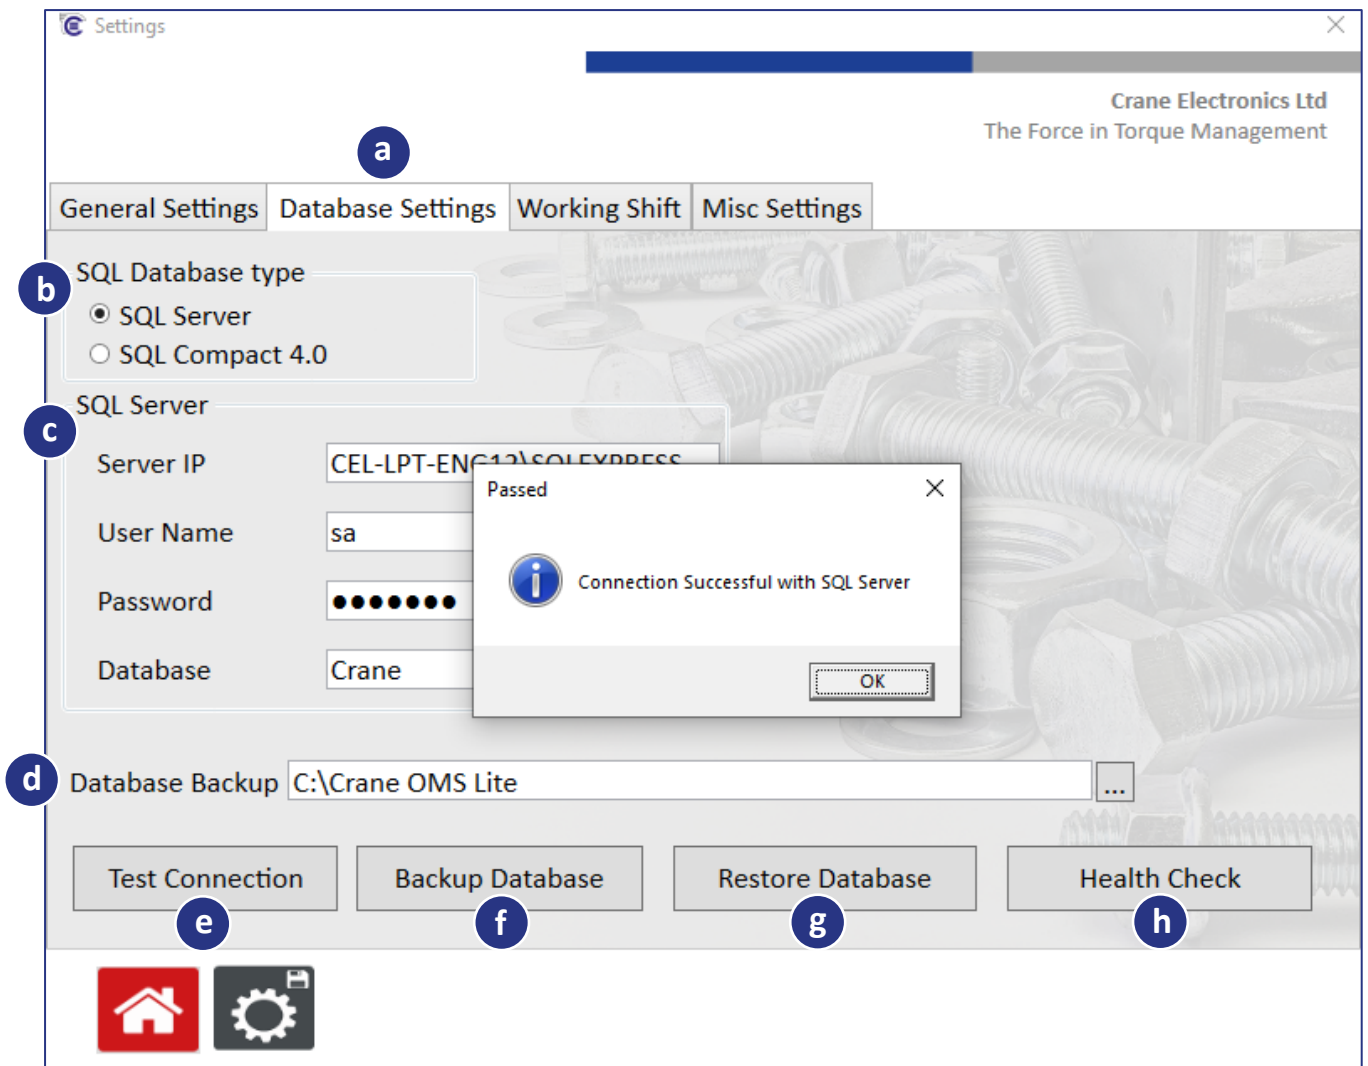 Settings
Crane Electronics Ltd
The Force in Torque Management
a
General Settings Database Settings Working Shift Misc Settings
b
SQL Database type
SQL Server
SQL Compact 4.0
c
SQL Server
Server IP CEL-LPT-ENG12\SQLEXPRESS
Passed
User Name sa
Connection Successful with SQL Server
Password ●●●●●●●
Database Crane
OK
d
Database Backup C:\Crane OMS Lite ...
Test Connection Backup Database Restore Database Health Check
e f g h